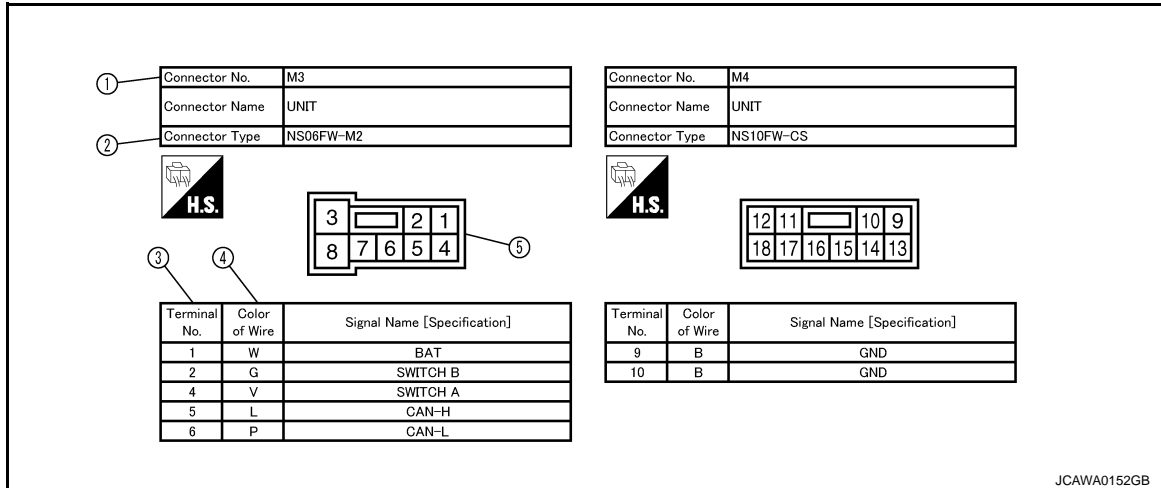 ① Connector No. M3
Connector Name UNIT
② Connector Type NS06FW-M2
H.S.
3 2 1
8 7 6 5 4
⑤
③ ④
Terminal No. Color of Wire Signal Name [Specification]
1 W BAT
2 G SWITCH B
4 V SWITCH A
5 L CAN-H
6 P CAN-L
Connector No. M4
Connector Name UNIT
Connector Type NS10FW-CS
H.S.
12 11 10 9
18 17 16 15 14 13
Terminal No. Color of Wire Signal Name [Specification]
9 B GND
10 B GND
JCAWA0152GB